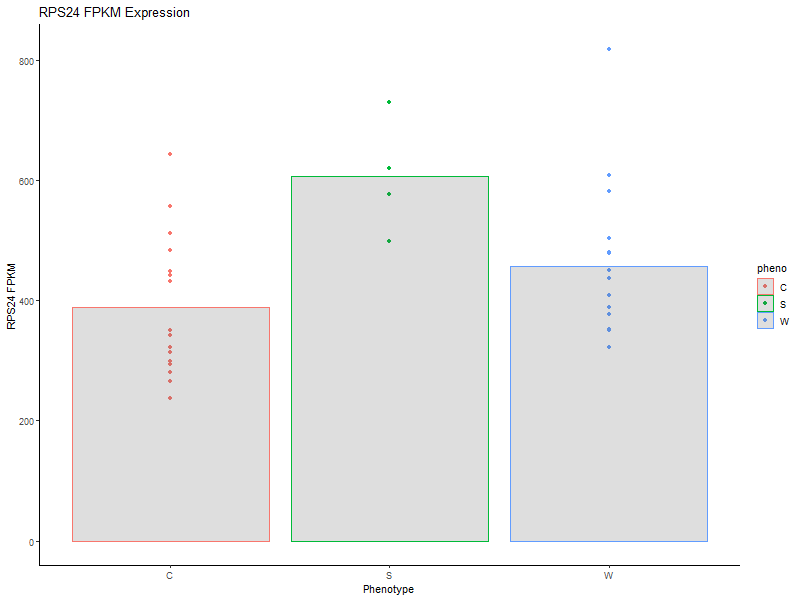 RPS24 FPKM Expression
800
600
400
200
0
RPS24 FPKM
C
S
W
Phenotype
pheno
C
S
W